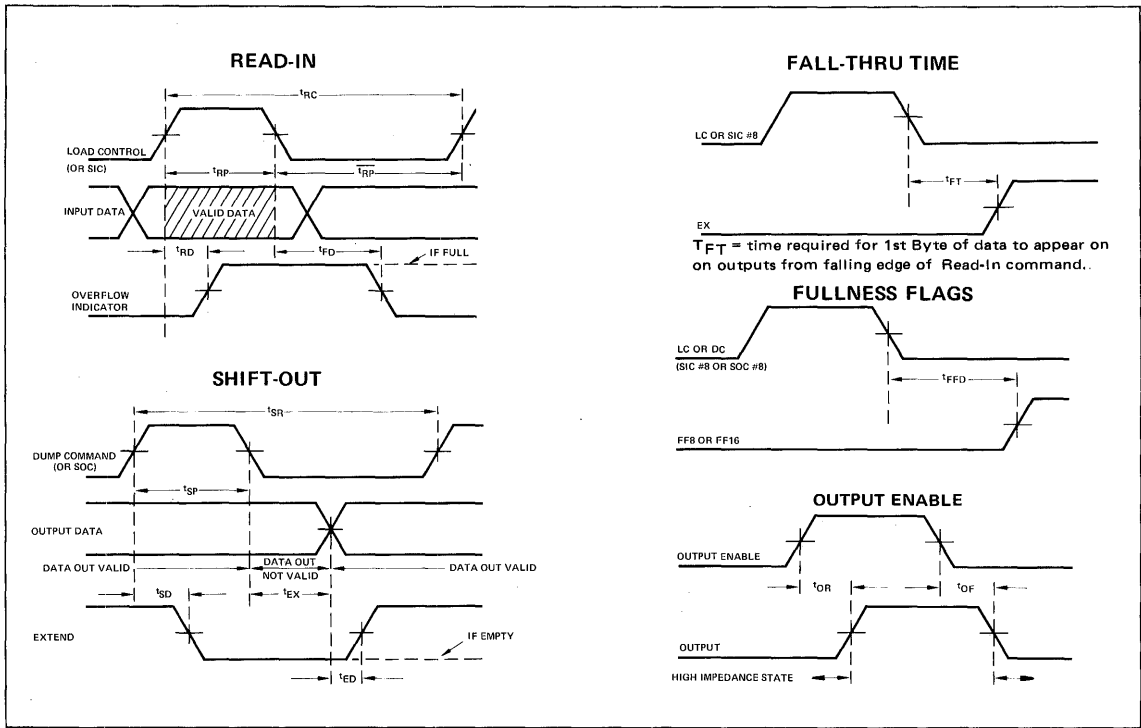 READ-IN
tRC
LOAD CONTROL
(OR SIC)
tRP
tRP
INPUT DATA
VALID DATA
tRD
tFD
IF FULL
OVERFLOW
INDICATOR
SHIFT-OUT
tSR
DUMP COMMAND
(OR SOC)
tSP
OUTPUT DATA
DATA OUT VALID
DATA OUT
NOT VALID
DATA OUT VALID
tSD
tEX
EXTEND
IF EMPTY
tED
FALL-THRU TIME
LC OR SIC #8
tFT
EX
TFT = time required for 1st Byte of data to appear on
on outputs from falling edge of Read-In command..
FULLNESS FLAGS
LC OR DC
(SIC #8 OR SOC #8)
tFFD
FF8 OR FF16
OUTPUT ENABLE
OUTPUT ENABLE
tOR
tOF
OUTPUT
HIGH IMPEDANCE STATE